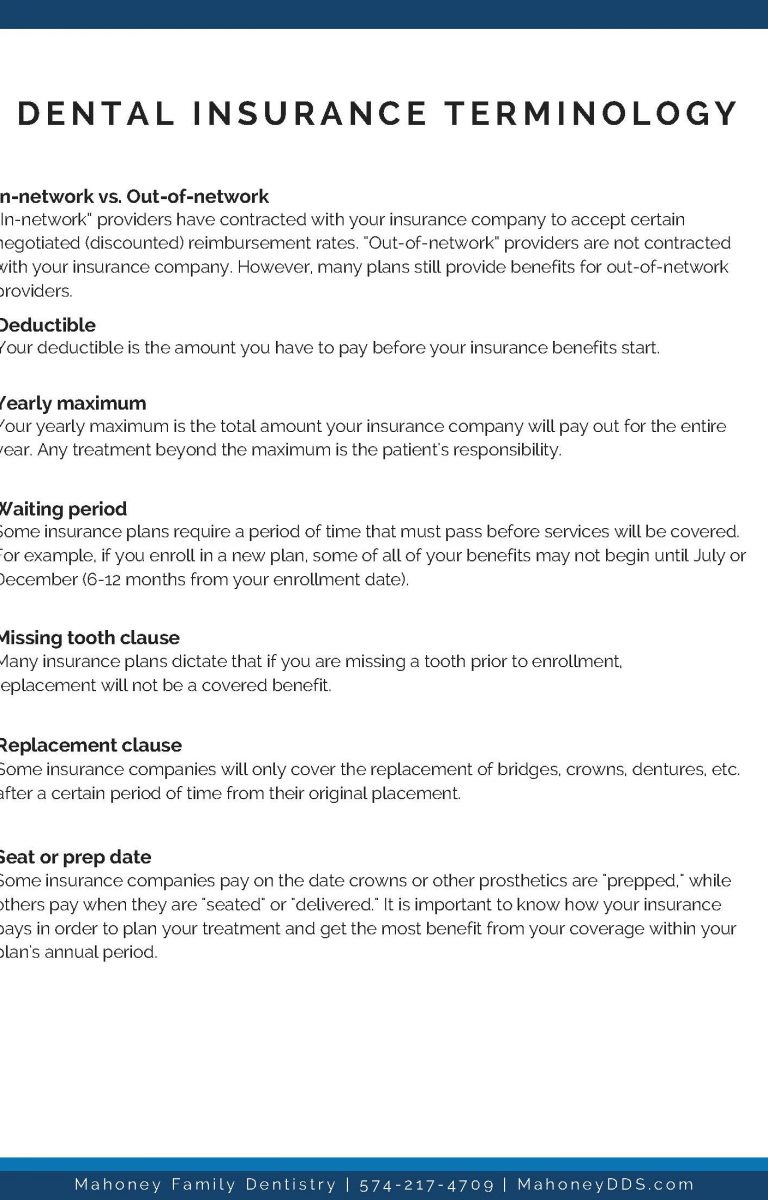 DENTAL INSURANCE TERMINOLOGY
In-network vs. Out-of-network
"In-network" providers have contracted with your insurance company to accept certain
negotiated (discounted) reimbursement rates. "Out-of-network" providers are not contracted
with your insurance company. However, many plans still provide benefits for out-of-network
providers.
Deductible
Your deductible is the amount you have to pay before your insurance benefits start.
Yearly maximum
Your yearly maximum is the total amount your insurance company will pay out for the entire
year. Any treatment beyond the maximum is the patient's responsibility.
Waiting period
Some insurance plans require a period of time that must pass before services will be covered.
For example, if you enroll in a new plan, some of all of your benefits may not begin until July or
December (6-12 months from your enrollment date).
Missing tooth clause
Many insurance plans dictate that if you are missing a tooth prior to enrollment,
replacement will not be a covered benefit.
Replacement clause
Some insurance companies will only cover the replacement of bridges, crowns, dentures, etc.
after a certain period of time from their original placement.
Seat or prep date
Some insurance companies pay on the date crowns or other prosthetics are "prepped," while
others pay when they are "seated" or "delivered." It is important to know how your insurance
pays in order to plan your treatment and get the most benefit from your coverage within your
plan's annual period.
Mahoney Family Dentistry | 574-217-4709 | MahoneyDDS.com